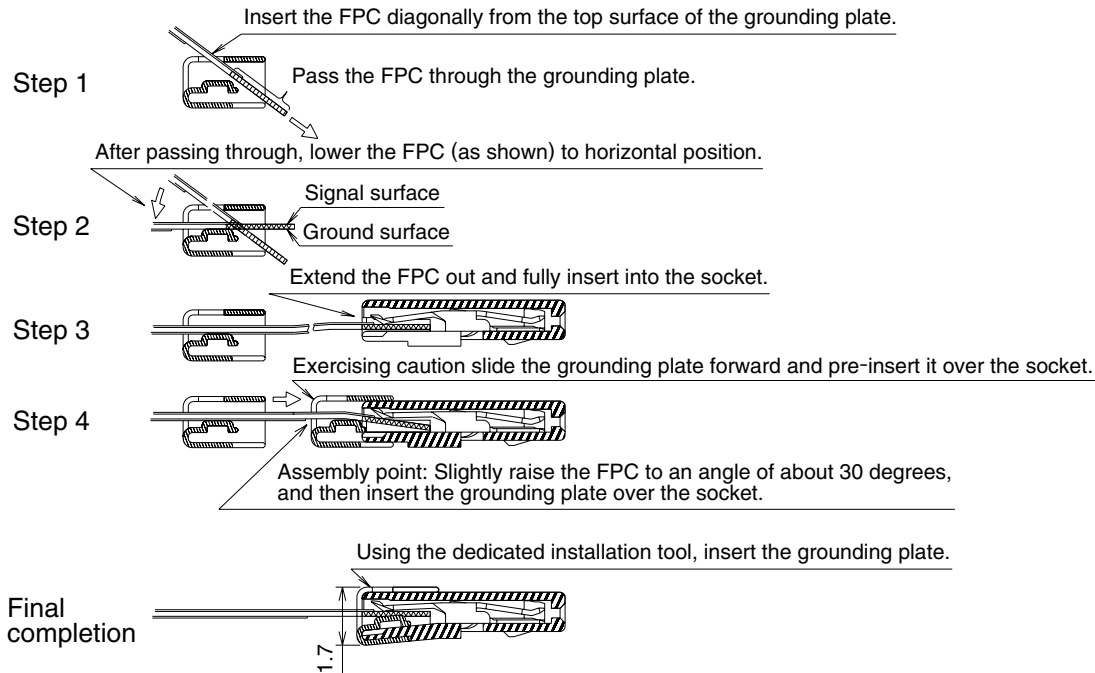 Insert the FPC diagonally from the top surface of the grounding plate.
Step 1
Pass the FPC through the grounding plate.
After passing through, lower the FPC (as shown) to horizontal position.
Step 2
Signal surface
Ground surface
Extend the FPC out and fully insert into the socket.
Step 3
Exercising caution slide the grounding plate forward and pre-insert it over the socket.
Step 4
Assembly point: Slightly raise the FPC to an angle of about 30 degrees,
and then insert the grounding plate over the socket.
Using the dedicated installation tool, insert the grounding plate.
Final
completion
1.7